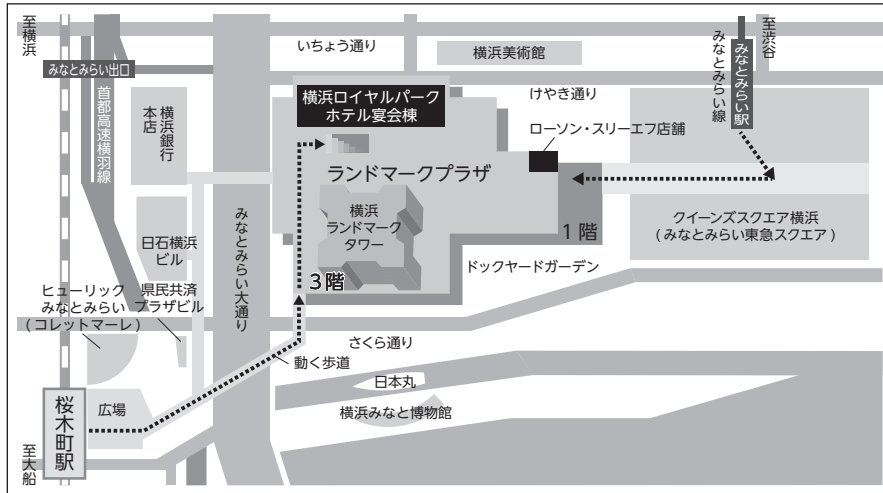 至横浜
いちょう通り
横浜美術館
みなとみらい線
みなとみらい駅
至渋谷
みなとみらい出口
首都高速横羽線
横浜銀行
本店
横浜ロイヤルパーク
ホテル宴会棟
けやき通り
ローソン・スリーエフ店舗
ランドマークプラザ
横浜
ランドマーク
タワー
1階
クイーンズスクエア横浜
(みなとみらい東急スクエア)
日石横浜
ビル
みなとみらい大通り
ドックヤードガーデン
3階
ヒューリック
みなとみらい
(コレットマーレ)
県民共済
プラザビル
さくら通り
動く歩道
日本丸
横浜みなと博物館
広場
桜木町駅
至大船